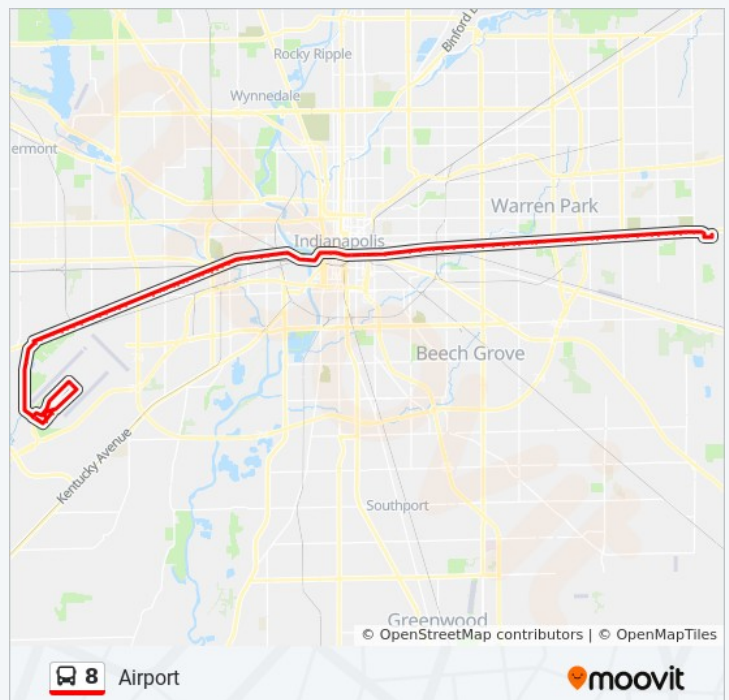 Rocky Ripple
Binford
Wynnedale
ermont
Warren Park
Indianapolis
Beech Grove
Kentucky Avenue
Southport
Greenwood
© OpenStreetMap contributors | © OpenMapTiles
8 Airport
moovit